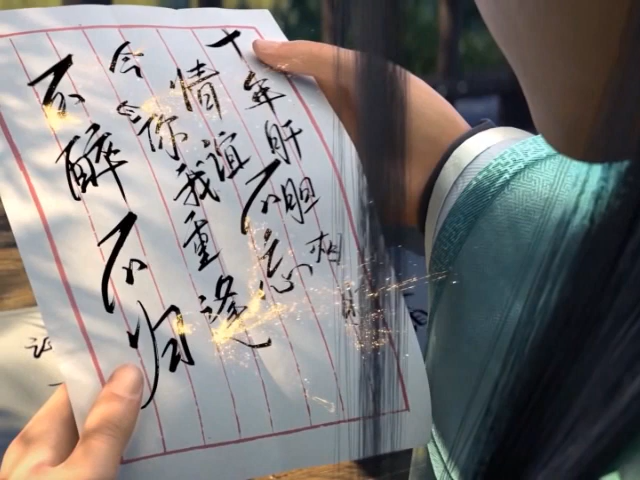 十年肝胆
情谊不忘
今你我重逢
不醉不归